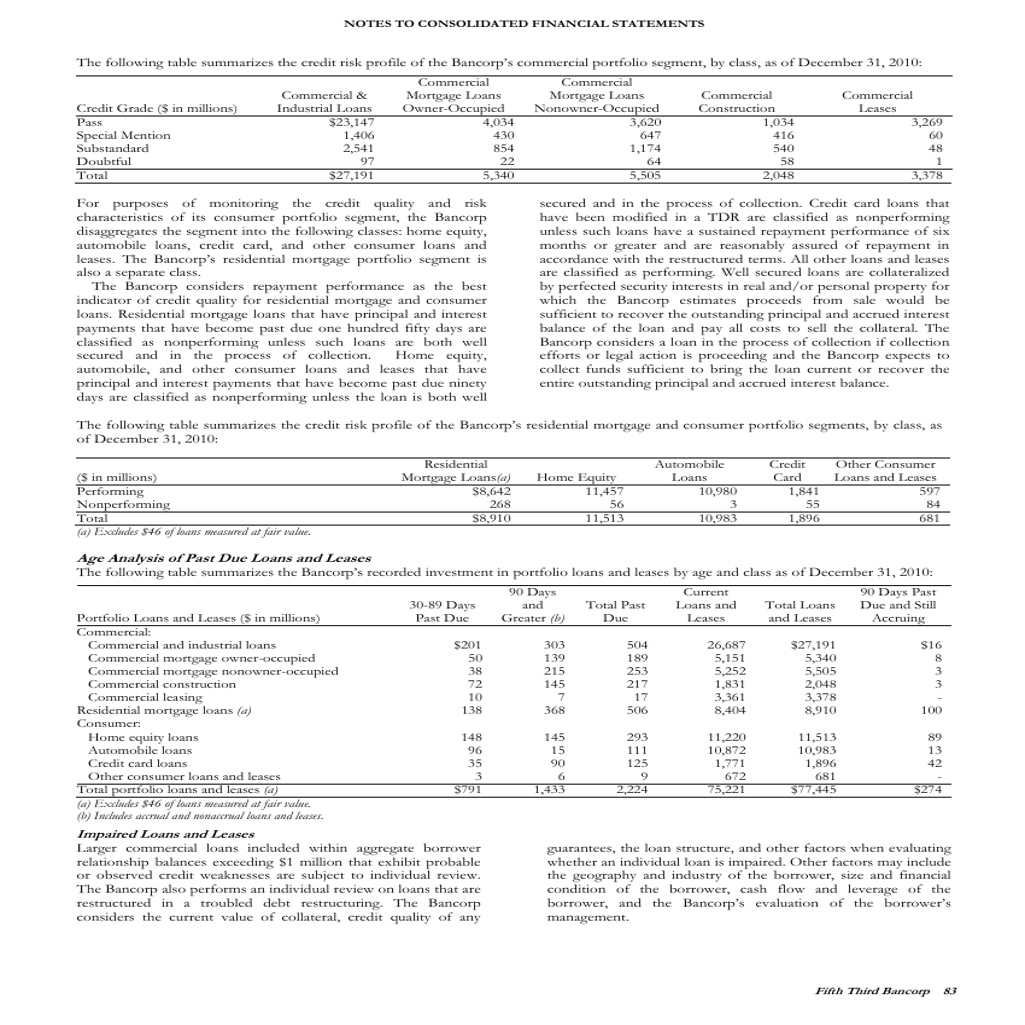 NOTES TO CONSOLIDATED FINANCIAL STATEMENTS
The following table summarizes the credit risk profile of the Bancorp's commercial portfolio segment, by class, as of December 31, 2010:
Commercial Commercial
Commercial & Mortgage Loans Mortgage Loans Commercial Commercial
Credit Grade ($ in millions) Industrial Loans Owner-Occupied Nonowner-Occupied Construction Leases
Pass $23,147 4,034 3,620 1,034 3,269
Special Mention 1,406 430 647 416 60
Substandard 2,541 854 1,174 540 48
Doubtful 97 22 64 58 1
Total $27,191 5,340 5,505 2,048 3,378
For purposes of monitoring the credit quality and risk
characteristics of its consumer portfolio segment, the Bancorp
disaggregates the segment into the following classes: home equity,
automobile loans, credit card, and other consumer loans and
leases. The Bancorp's residential mortgage portfolio segment is
also a separate class.
The Bancorp considers repayment performance as the best
indicator of credit quality for residential mortgage and consumer
loans. Residential mortgage loans that have principal and interest
payments that have become past due one hundred fifty days are
classified as nonperforming unless such loans are both well
secured and in the process of collection. Home equity,
automobile, and other consumer loans and leases that have
principal and interest payments that have become past due ninety
days are classified as nonperforming unless the loan is both well
secured and in the process of collection. Credit card loans that
have been modified in a TDR are classified as nonperforming
unless such loans have a sustained repayment performance of six
months or greater and are reasonably assured of repayment in
accordance with the restructured terms. All other loans and leases
are classified as performing. Well secured loans are collateralized
by perfected security interests in real and/or personal property for
which the Bancorp estimates proceeds from sale would be
sufficient to recover the outstanding principal and accrued interest
balance of the loan and pay all costs to sell the collateral. The
Bancorp considers a loan in the process of collection if collection
efforts or legal action is proceeding and the Bancorp expects to
collect funds sufficient to bring the loan current or recover the
entire outstanding principal and accrued interest balance.
The following table summarizes the credit risk profile of the Bancorp's residential mortgage and consumer portfolio segments, by class, as
of December 31, 2010:
Residential Automobile Credit Other Consumer
($ in millions) Mortgage Loans(a) Home Equity Loans Card Loans and Leases
Performing $8,642 11,457 10,980 1,841 597
Nonperforming 268 56 3 55 84
Total $8,910 11,513 10,983 1,896 681
(a) Excludes $46 of loans measured at fair value.
Age Analysis of Past Due Loans and Leases
The following table summarizes the Bancorp's recorded investment in portfolio loans and leases by age and class as of December 31, 2010:
90 Days Current 90 Days Past
30-89 Days and Total Past Loans and Total Loans Due and Still
Portfolio Loans and Leases ($ in millions) Past Due Greater (b) Due Leases and Leases Accruing
Commercial:
Commercial and industrial loans $201 303 504 26,687 $27,191 $16
Commercial mortgage owner-occupied 50 139 189 5,151 5,340 8
Commercial mortgage nonowner-occupied 38 215 253 5,252 5,505 3
Commercial construction 72 145 217 1,831 2,048 3
Commercial leasing 10 7 17 3,361 3,378 -
Residential mortgage loans (a) 138 368 506 8,404 8,910 100
Consumer:
Home equity loans 148 145 293 11,220 11,513 89
Automobile loans 96 15 111 10,872 10,983 13
Credit card loans 35 90 125 1,771 1,896 42
Other consumer loans and leases 3 6 9 672 681 -
Total portfolio loans and leases (a) $791 1,433 2,224 75,221 $77,445 $274
(a) Excludes $46 of loans measured at fair value.
(b) Includes accrual and nonaccrual loans and leases.
Impaired Loans and Leases
Larger commercial loans included within aggregate borrower
relationship balances exceeding $1 million that exhibit probable
or observed credit weaknesses are subject to individual review.
The Bancorp also performs an individual review on loans that are
restructured in a troubled debt restructuring. The Bancorp
considers the current value of collateral, credit quality of any
guarantees, the loan structure, and other factors when evaluating
whether an individual loan is impaired. Other factors may include
the geography and industry of the borrower, size and financial
condition of the borrower, cash flow and leverage of the
borrower, and the Bancorp's evaluation of the borrower's
management.
Fifth Third Bancorp 83